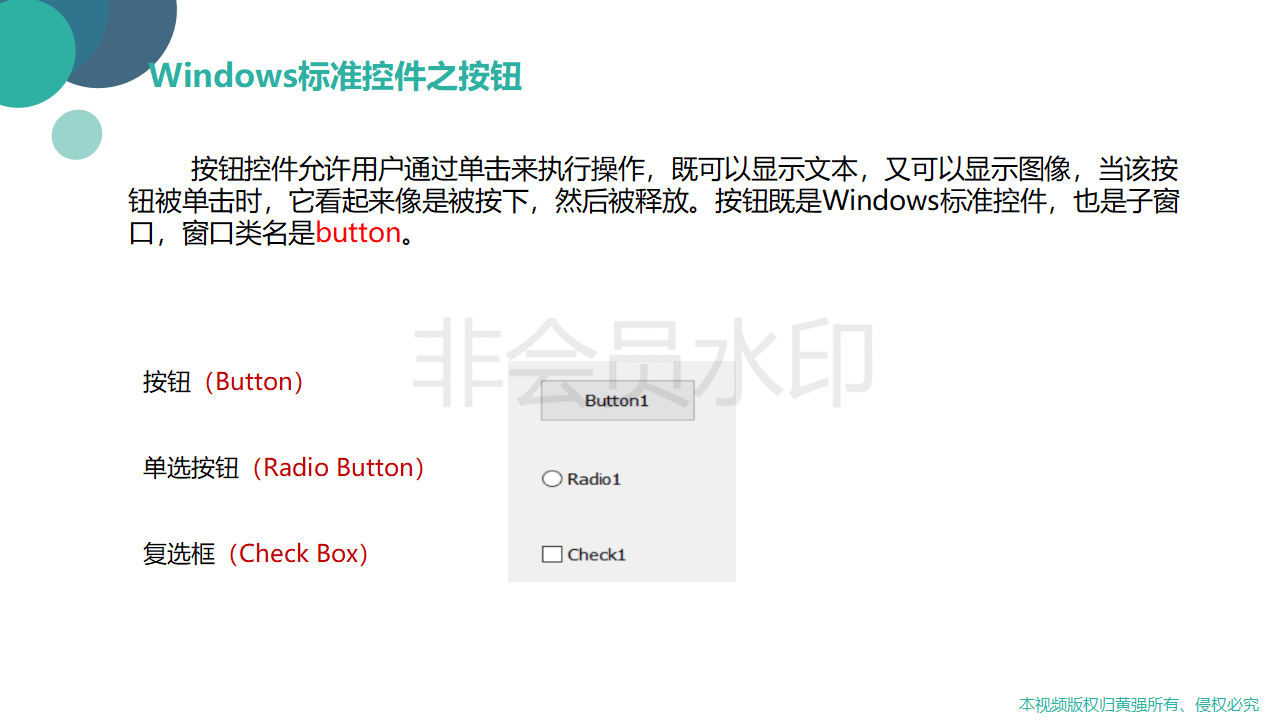 Windows标准控件之按钮
按钮控件允许用户通过单击来执行操作，既可以显示文本，又可以显示图像，当该按
钮被单击时，它看起来像是被按下，然后被释放。按钮既是Windows标准控件，也是子窗
口，窗口类名是button。
非会员水印
按钮（Button）
Button1
单选按钮（Radio Button）
Radio1
复选框（Check Box）
Check1
本视频版权归黄强所有、侵权必究